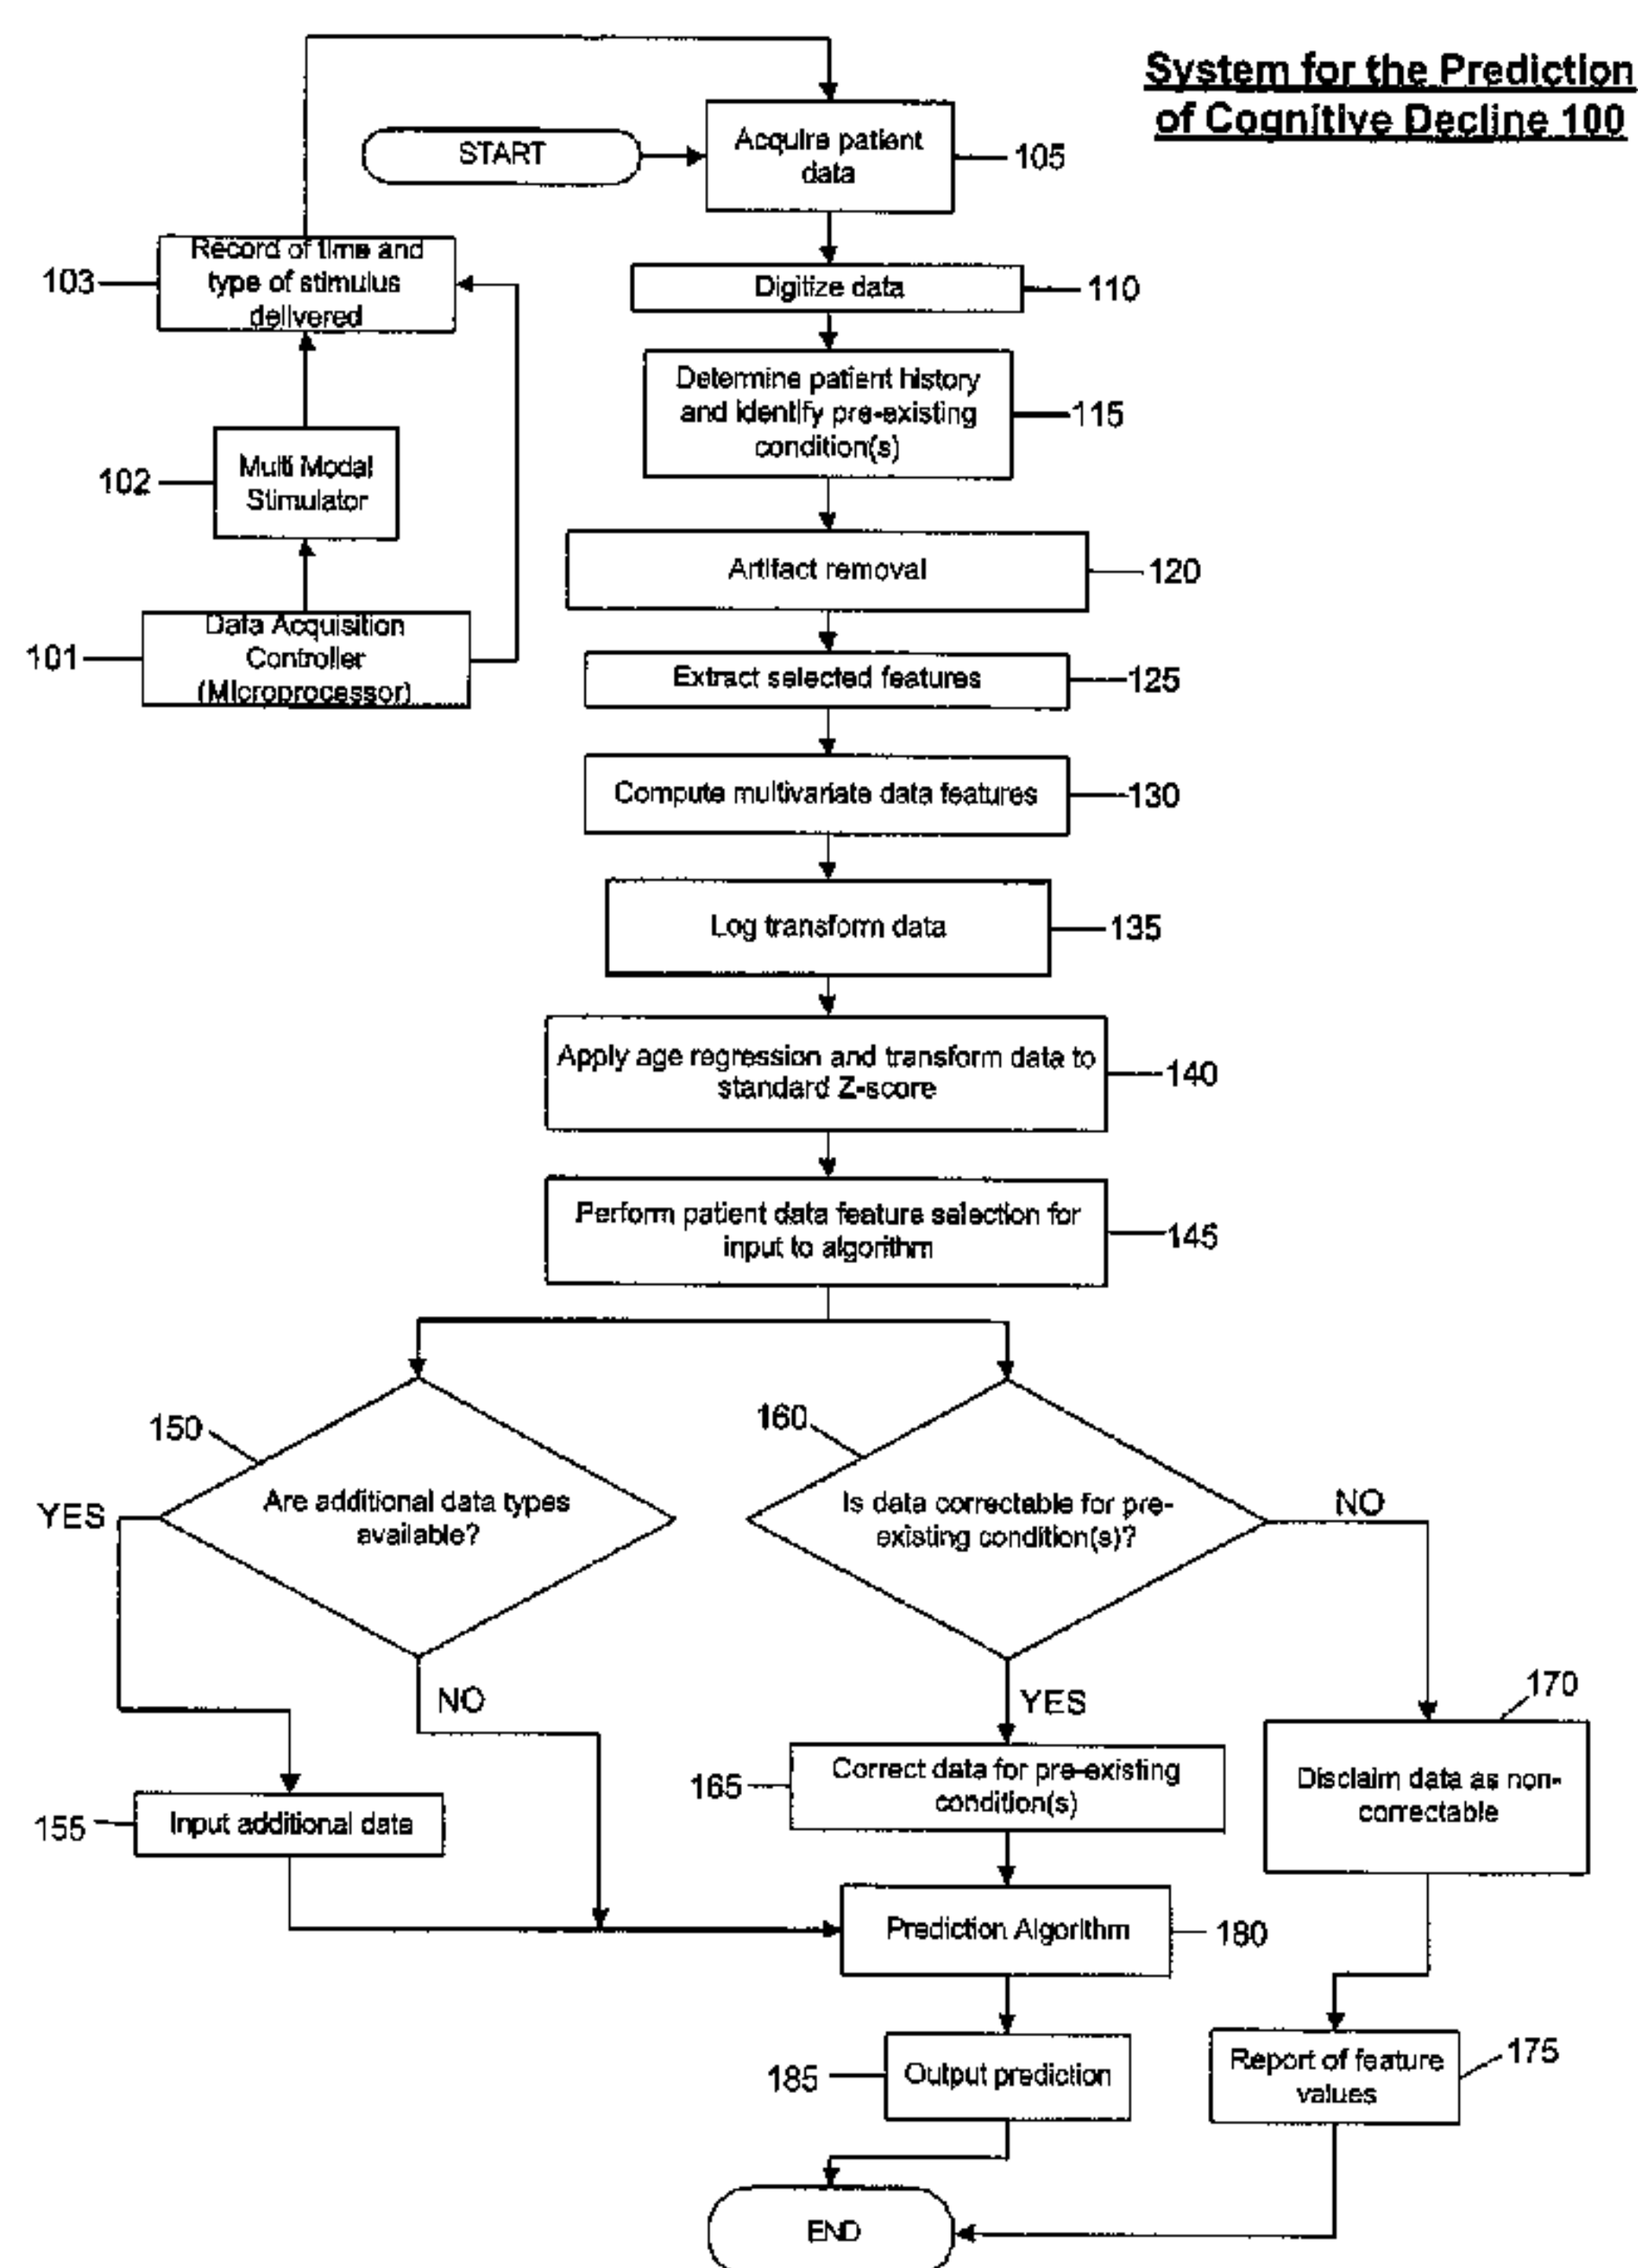 System for the Prediction
of Cognitive Decline 100
START
Acquire patient
data
105
Record of time and
type of stimulus
delivered
103
Digitize data
110
Determine patient history
and identify pre-existing
condition(s)
115
Multi Modal
Stimulator
102
Artifact removal
120
Data Acquisition
Controller
(Microprocessor)
101
Extract selected features
125
Compute multivariate data features
130
Log transform data
135
Apply age regression and transform data to
standard Z-score
140
Perform patient data feature selection for
input to algorithm
145
150
Are additional data types
available?
YES
NO
160
Is data correctable for pre-
existing condition(s)?
NO
YES
170
Disclaim data as non-
correctable
165
Correct data for pre-existing
condition(s)
155
Input additional data
Prediction Algorithm
180
185
Output prediction
Report of feature
values
175
END